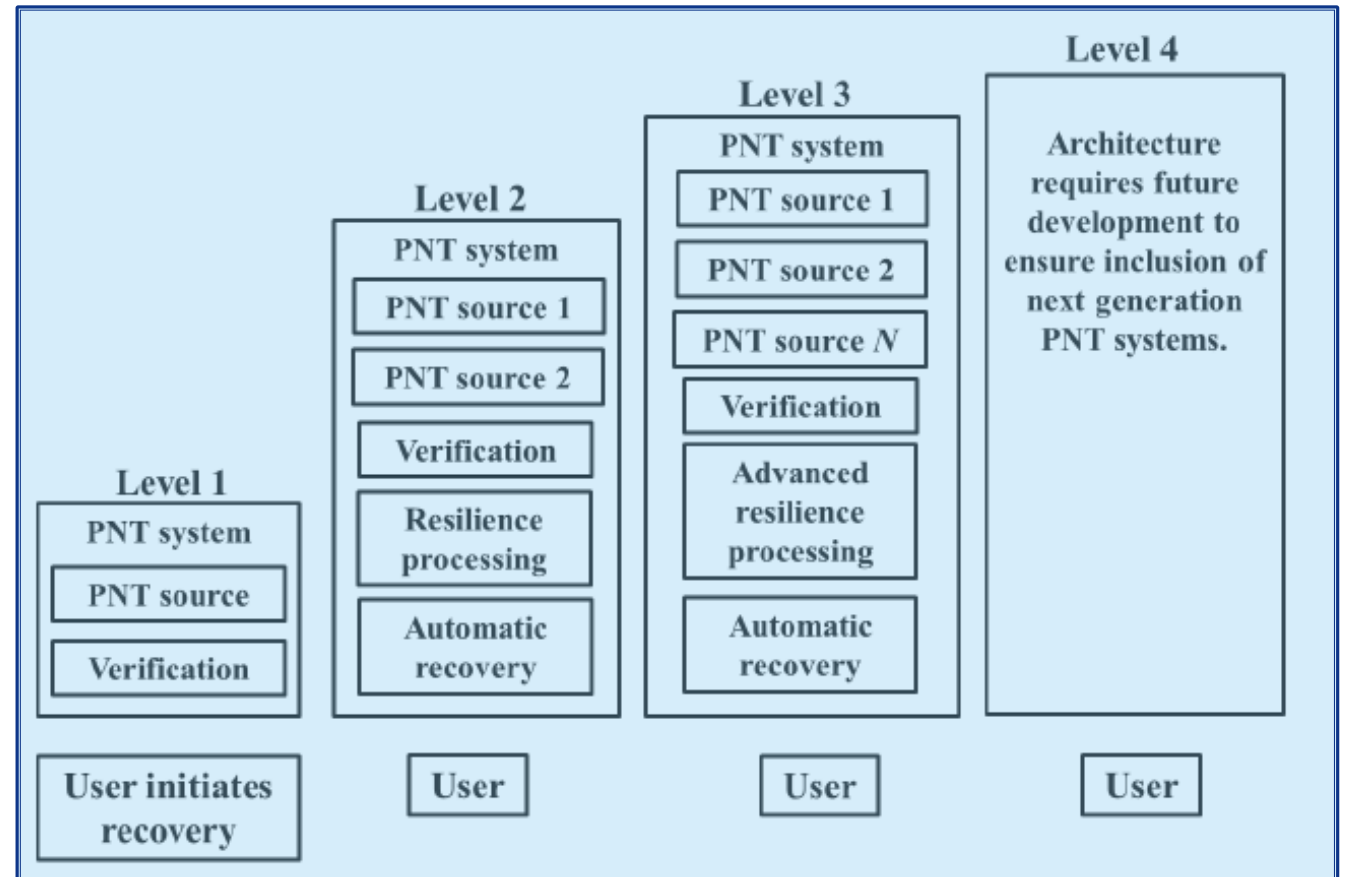 Level 1
PNT system
PNT source
Verification
User initiates
recovery
Level 2
PNT system
PNT source 1
PNT source 2
Verification
Resilience
processing
Automatic
recovery
User
Level 3
PNT system
PNT source 1
PNT source 2
PNT source N
Verification
Advanced
resilience
processing
Automatic
recovery
User
Level 4
Architecture
requires future
development to
ensure inclusion of
next generation
PNT systems.
User